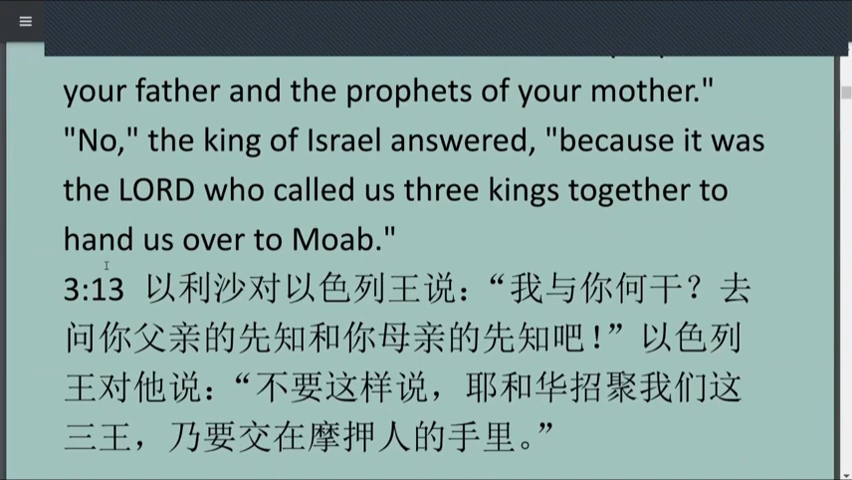 your father and the prophets of your mother."
"No," the king of Israel answered, "because it was
the LORD who called us three kings together to
hand us over to Moab."
3:13 以利沙对以色列王说：“我与你何干？去
问你父亲的先知和你母亲的先知吧！”以色列
王对他说：“不要这样说，耶和华招聚我们这
三王，乃要交在摩押人的手里。”